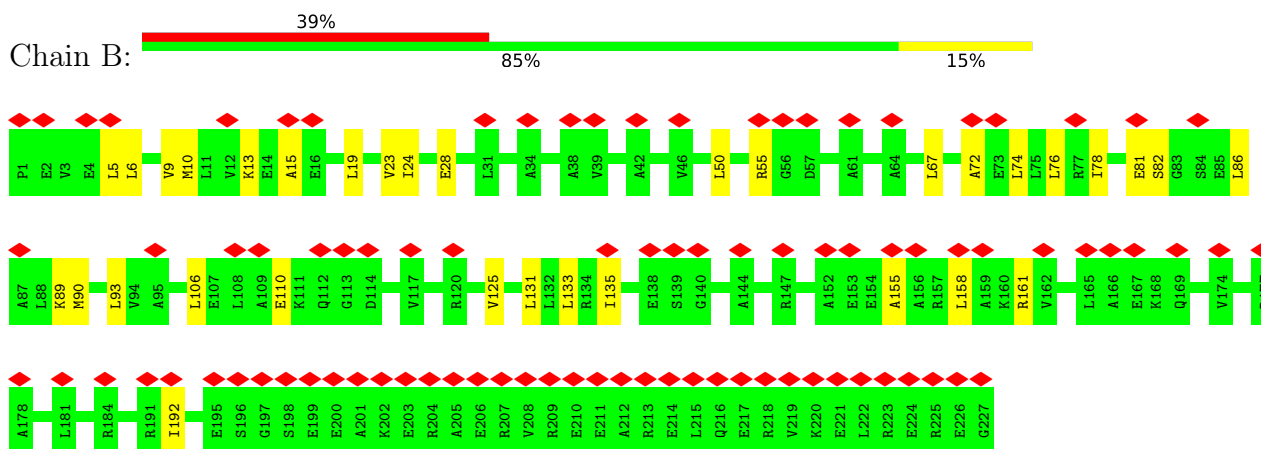 39%
Chain B:
85% 15%
P1 E2 V3 E4 L5 L6 V9 M10 L11 V12 K13 E14 A15 E16 L19 V23 I24 E28 L31 A34 A38 V39 A42 V46 L50 R55 G56 D57 A61 A64 L67 A72 E73 L74 L75 L76 R77 I78 E81 S82 G83 S84 E85 L86
A87 L88 K89 M90 L93 V94 A95 L106 E107 L108 A109 E110 K111 Q112 G113 D114 V117 R120 V125 L131 L132 L133 R134 I135 E138 S139 G140 A144 R147 A152 E153 E154 A155 A156 R157 L158 A159 K160 R161 V162 L165 A166 E167 K168 Q169 V174
A178 L181 R184 R191 I192 E195 S196 G197 S198 E199 E200 A201 K202 E203 R204 A205 E206 R207 V208 R209 E210 E211 A212 R213 E214 L215 Q216 E217 R218 V219 K220 E221 L222 R223 E224 R225 E226 G227